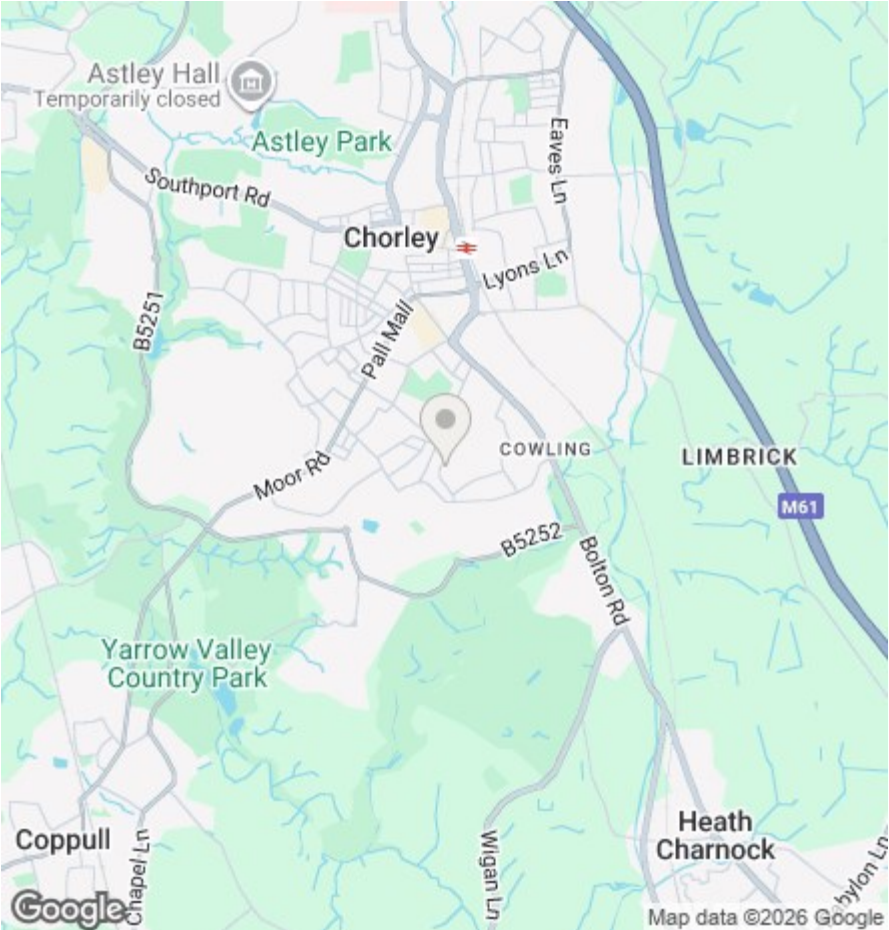 Astley Hall
Temporarily closed
Astley Park
Eaves Ln
Southport Rd
Chorley
Lyons Ln
B5251
Pall Mall
COWLING
LIMBRICK
Moor Rd
M61
B5252
Bolton Rd
Yarrow Valley
Country Park
Heath
Charnock
Coppull
Chapel Ln
Wigan Ln
abylon Ln
Google
Map data ©2026 Google